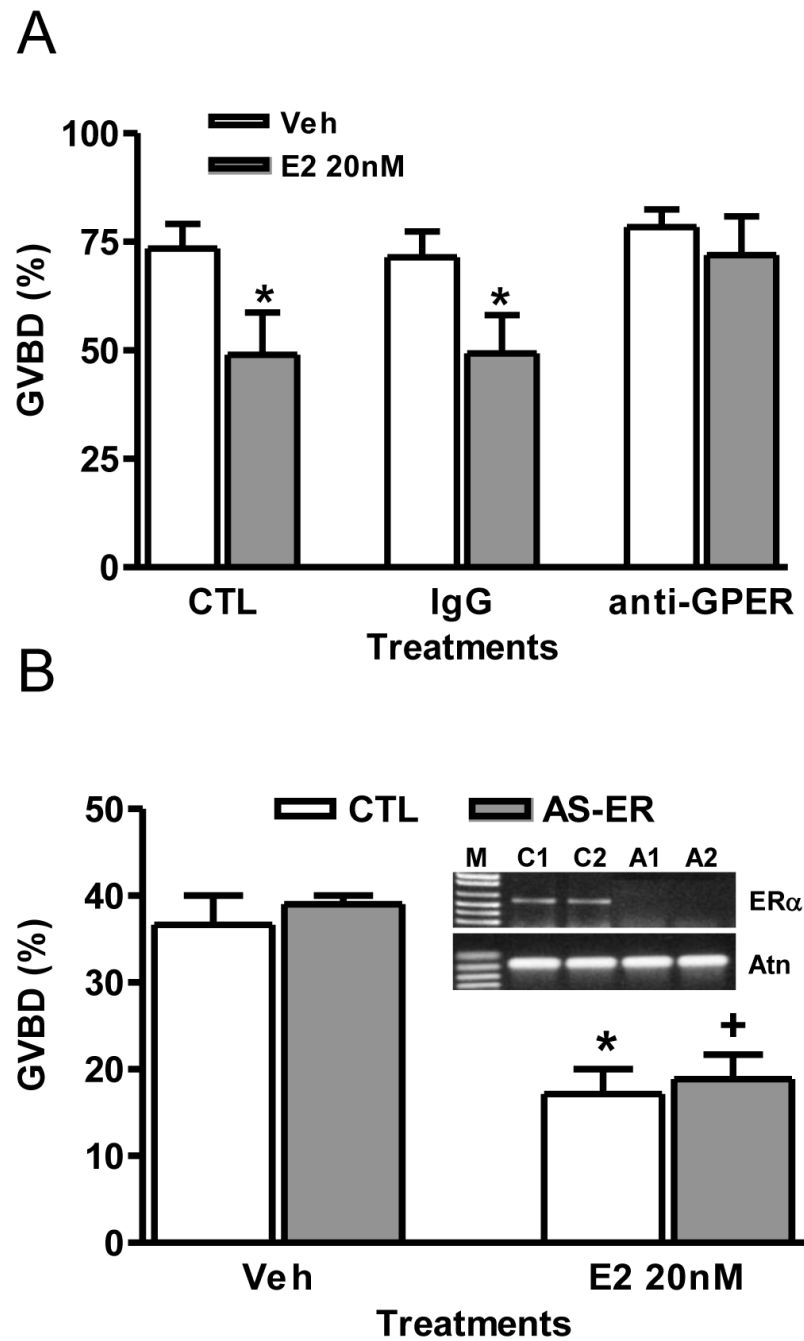 A
Veh
E2 20nM
100
75
50
25
0
GVBD (%)
*
*
CTL IgG anti-GPER
Treatments
B
CTL AS-ER
50
40
30
20
10
0
GVBD (%)
M C1 C2 A1 A2
ERα
Atn
*
+
Veh E2 20nM
Treatments